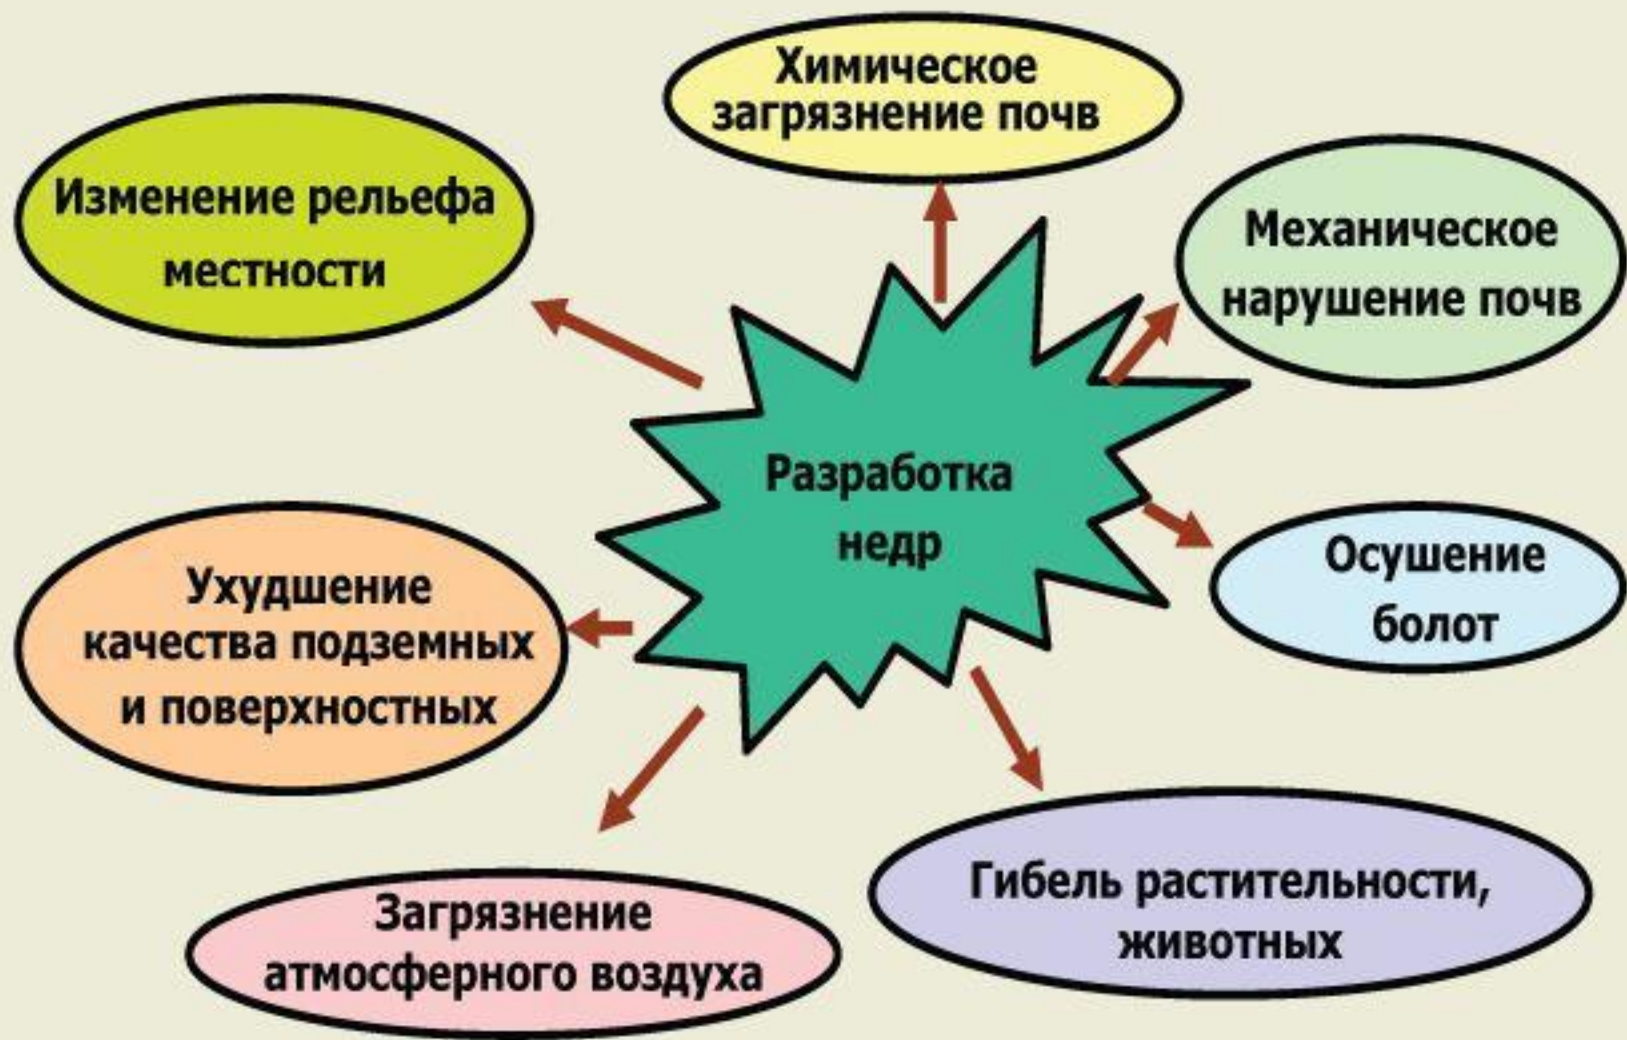 Химическое
загрязнение почв
Изменение рельефа
местности
Механическое
нарушение почв
Разработка
недр
Ухудшение
качества подземных
и поверхностных
Осушение
болот
Загрязнение
атмосферного воздуха
Гибель растительности,
животных